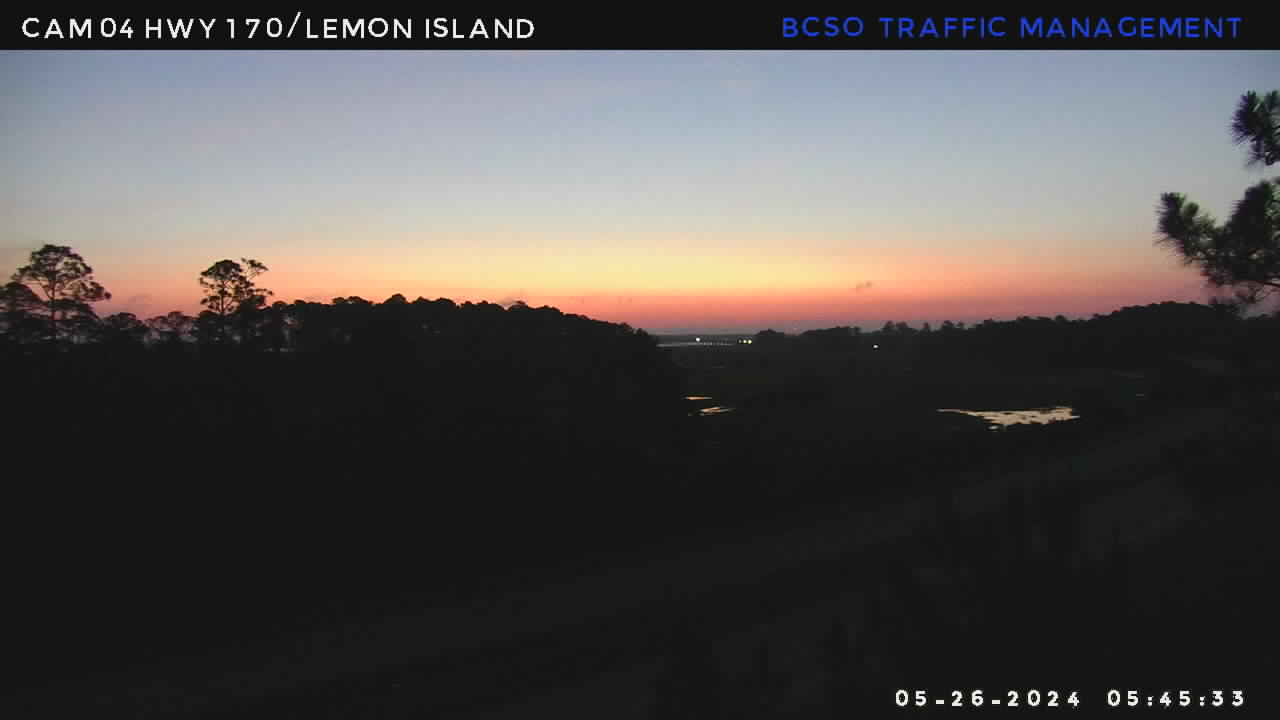 CAM04 HWY 170/LEMON ISLAND
BCSO TRAFFIC MANAGEMENT
05-26-2024 05:45:33